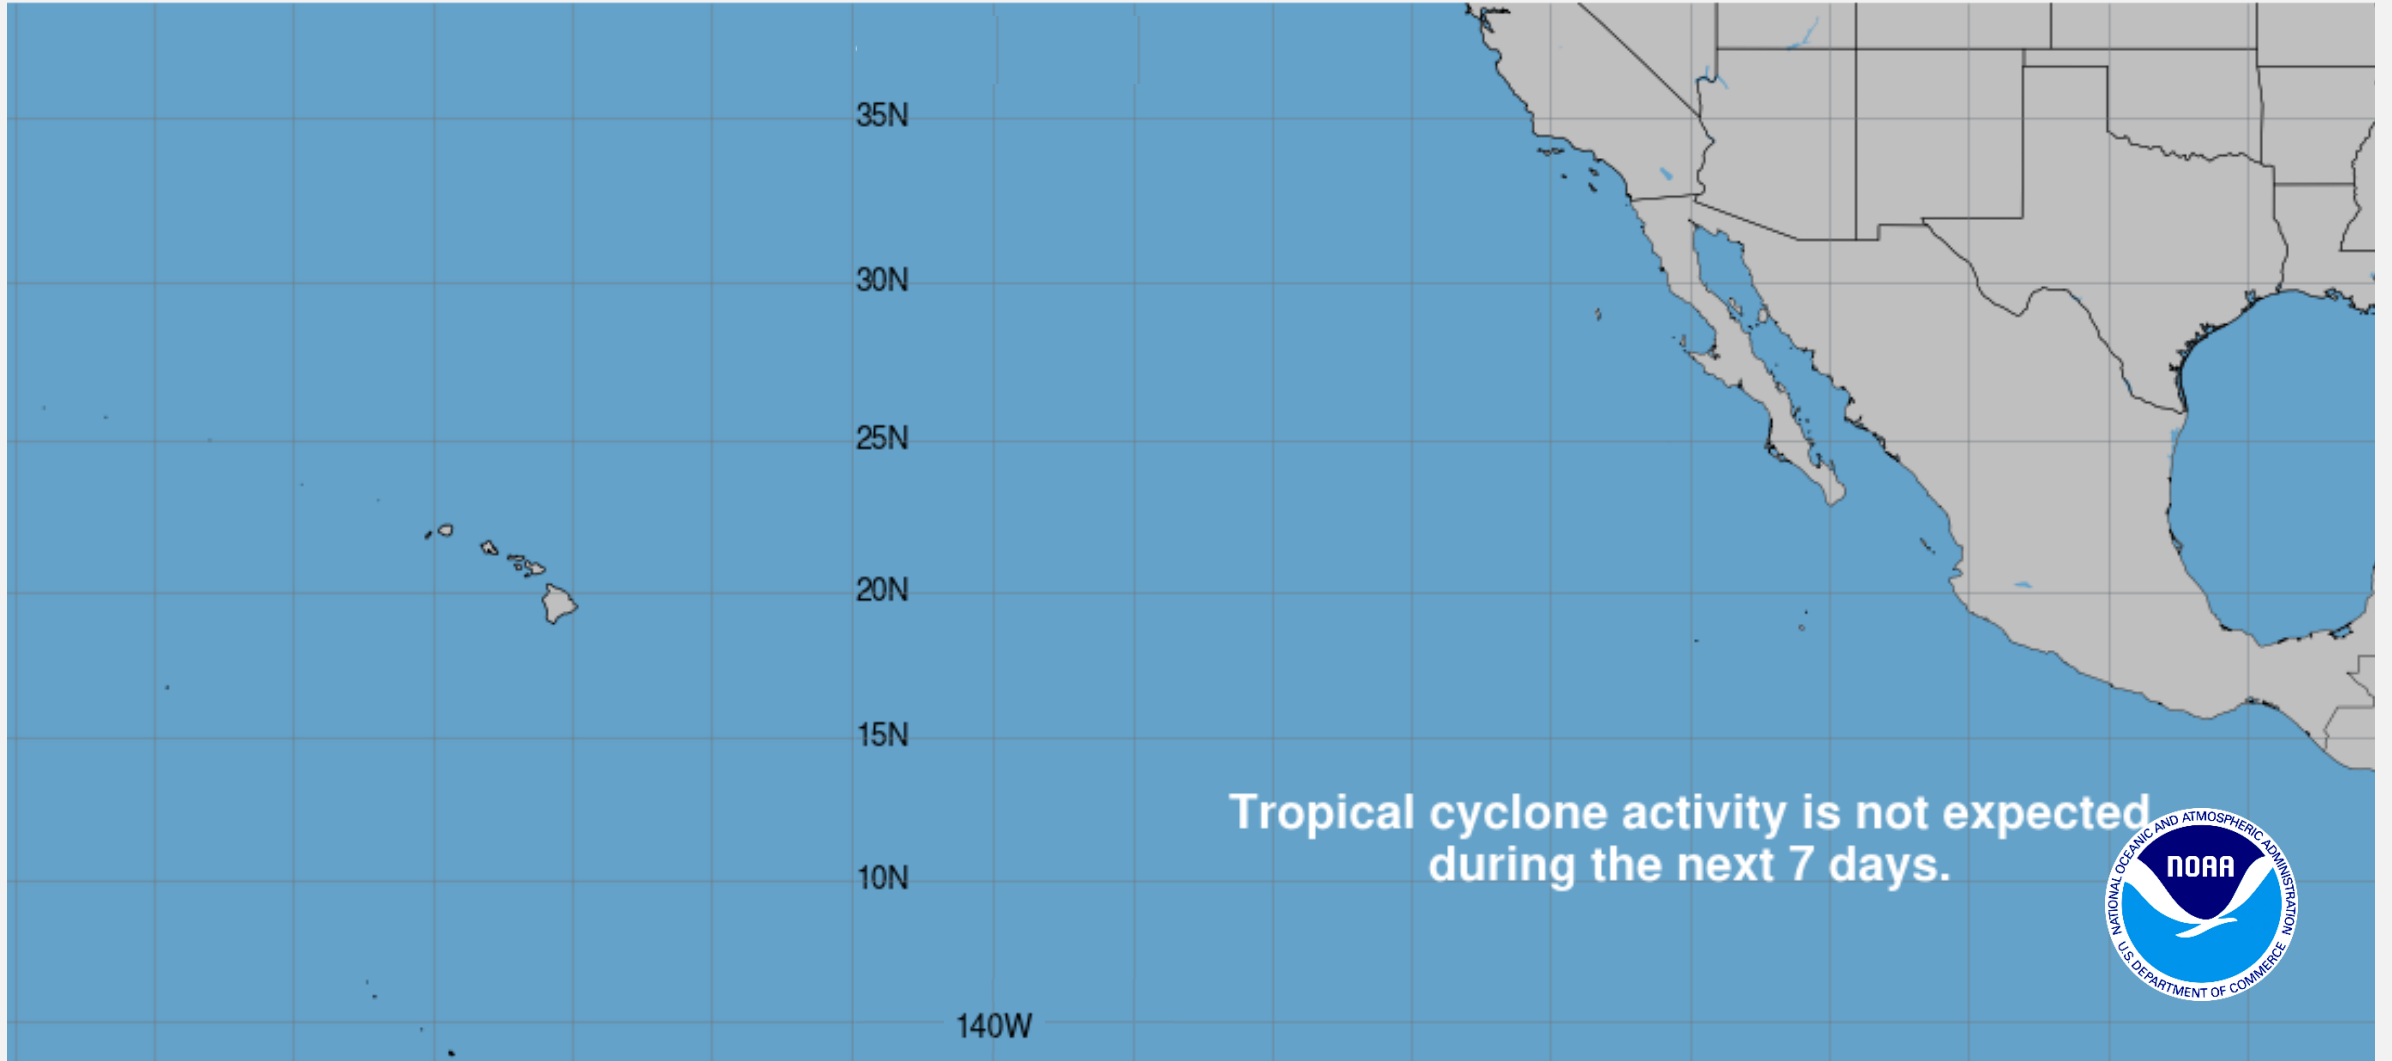 35N
30N
25N
20N
15N
Tropical cyclone activity is not expected
during the next 7 days.
10N
140W
NATIONAL OCEANIC AND ATMOSPHERIC ADMINISTRATION
NOAA
U.S. DEPARTMENT OF COMMERCE